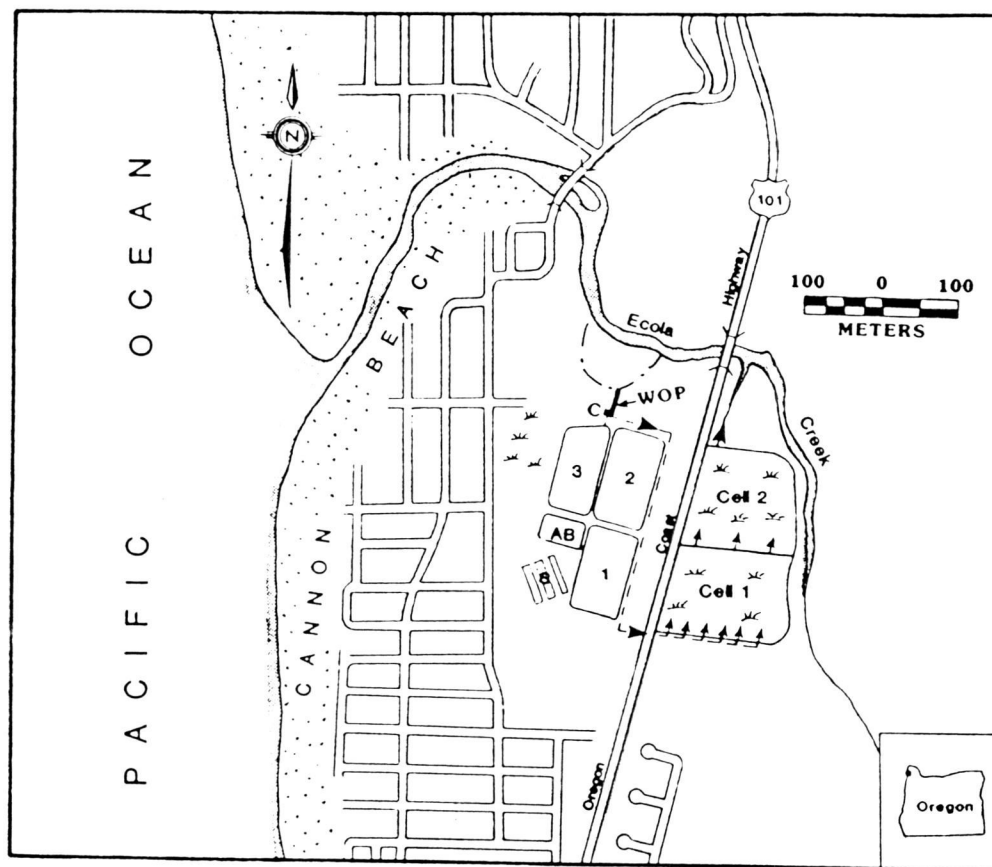 PACIFIC OCEAN
N
CANNON BEACH
101
Oregon Coast Highway
100 0 100
METERS
Ecola Creek
WOP
C
3
2
AB
1
8
Cell 2
Cell 1
Oregon